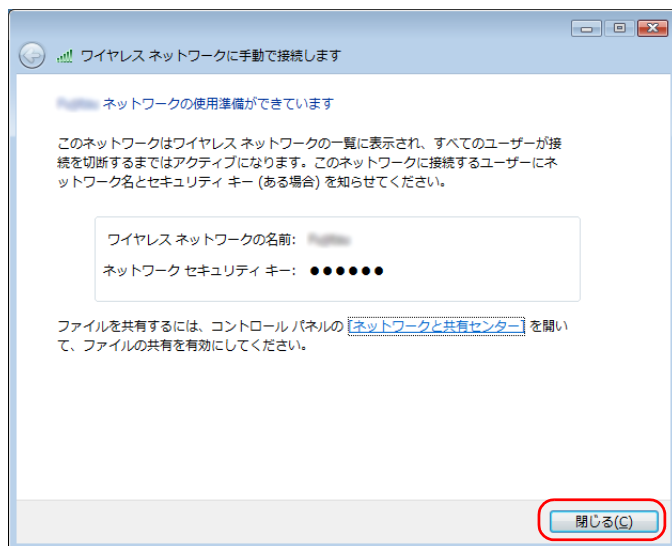 ワイヤレス ネットワークに手動で接続します
ネットワークの使用準備ができています
このネットワークはワイヤレス ネットワークの一覧に表示され、すべてのユーザーが接
続を切断するまではアクティブになります。このネットワークに接続するユーザーにネ
ットワーク名とセキュリティ キー (ある場合) を知らせてください。
ワイヤレス ネットワークの名前:
ネットワーク セキュリティ キー: ●●●●●●
ファイルを共有するには、コントロール パネルの [ネットワークと共有センター] を開い
て、ファイルの共有を有効にしてください。
閉じる(C)